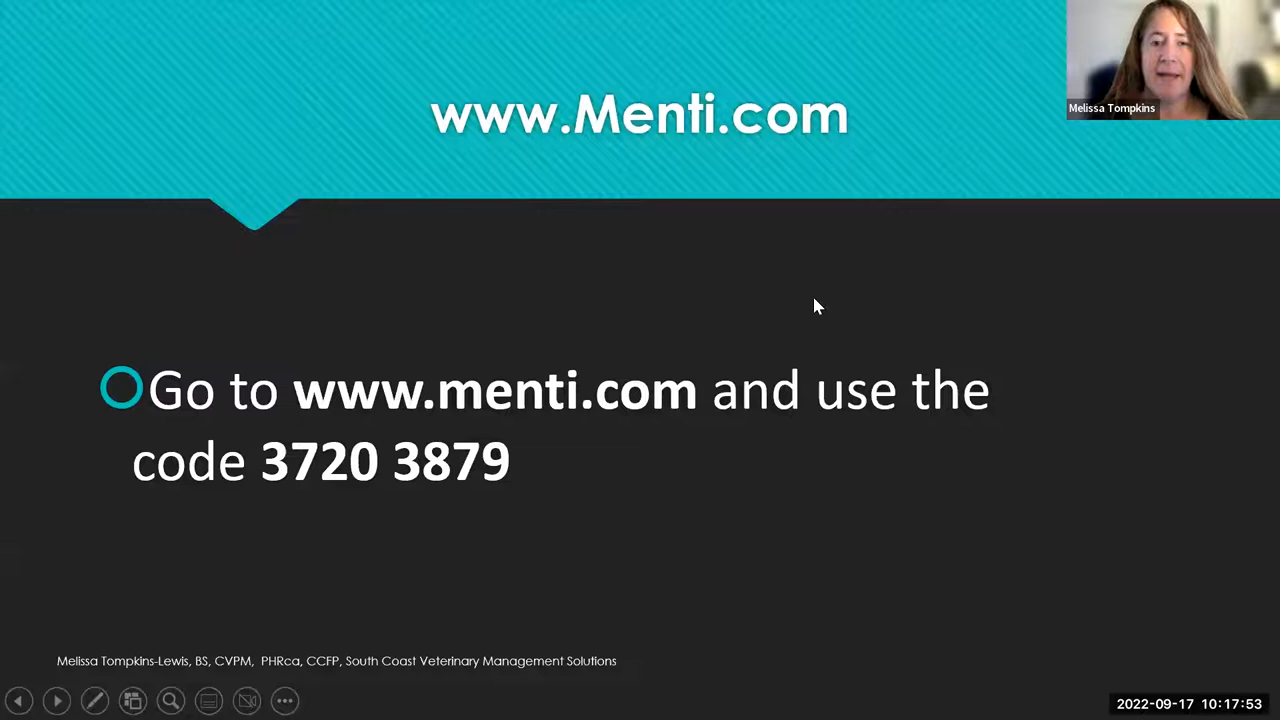 www.Menti.com
Melissa Tompkins
Go to www.menti.com and use the
code 3720 3879
Melissa Tompkins-Lewis, BS, CVPM, PHRca, CCFP, South Coast Veterinary Management Solutions
2022-09-17 10:17:53